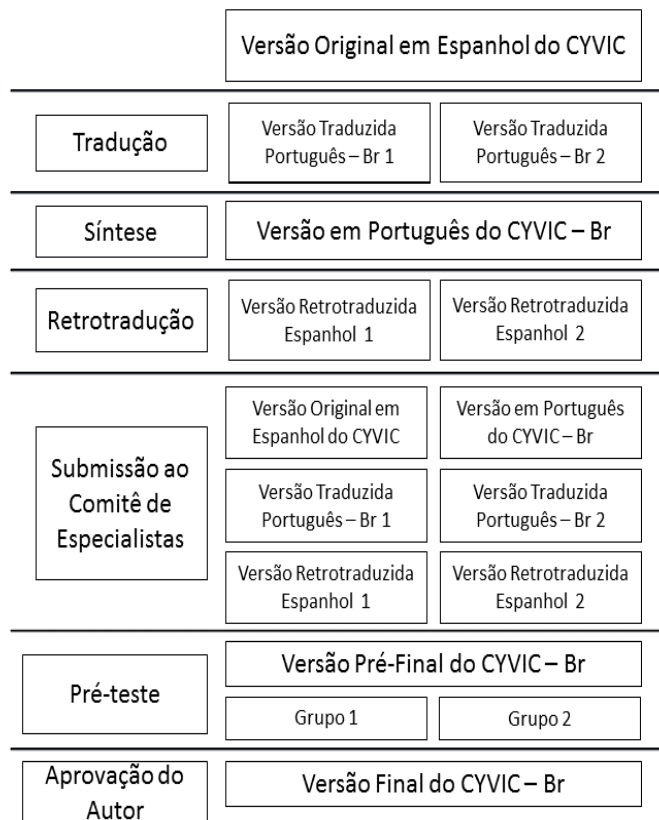 Versão Original em Espanhol do CYVIC
Tradução
Versão Traduzida
Português – Br 1
Versão Traduzida
Português – Br 2
Síntese
Versão em Português do CYVIC – Br
Retrotradução
Versão Retrotraduzida
Espanhol 1
Versão Retrotraduzida
Espanhol 2
Submissão ao
Comitê de
Especialistas
Versão Original em
Espanhol do CYVIC
Versão em Português
do CYVIC – Br
Versão Traduzida
Português – Br 1
Versão Traduzida
Português – Br 2
Versão Retrotraduzida
Espanhol 1
Versão Retrotraduzida
Espanhol 2
Pré-teste
Versão Pré-Final do CYVIC – Br
Grupo 1
Grupo 2
Aprovação do
Autor
Versão Final do CYVIC – Br